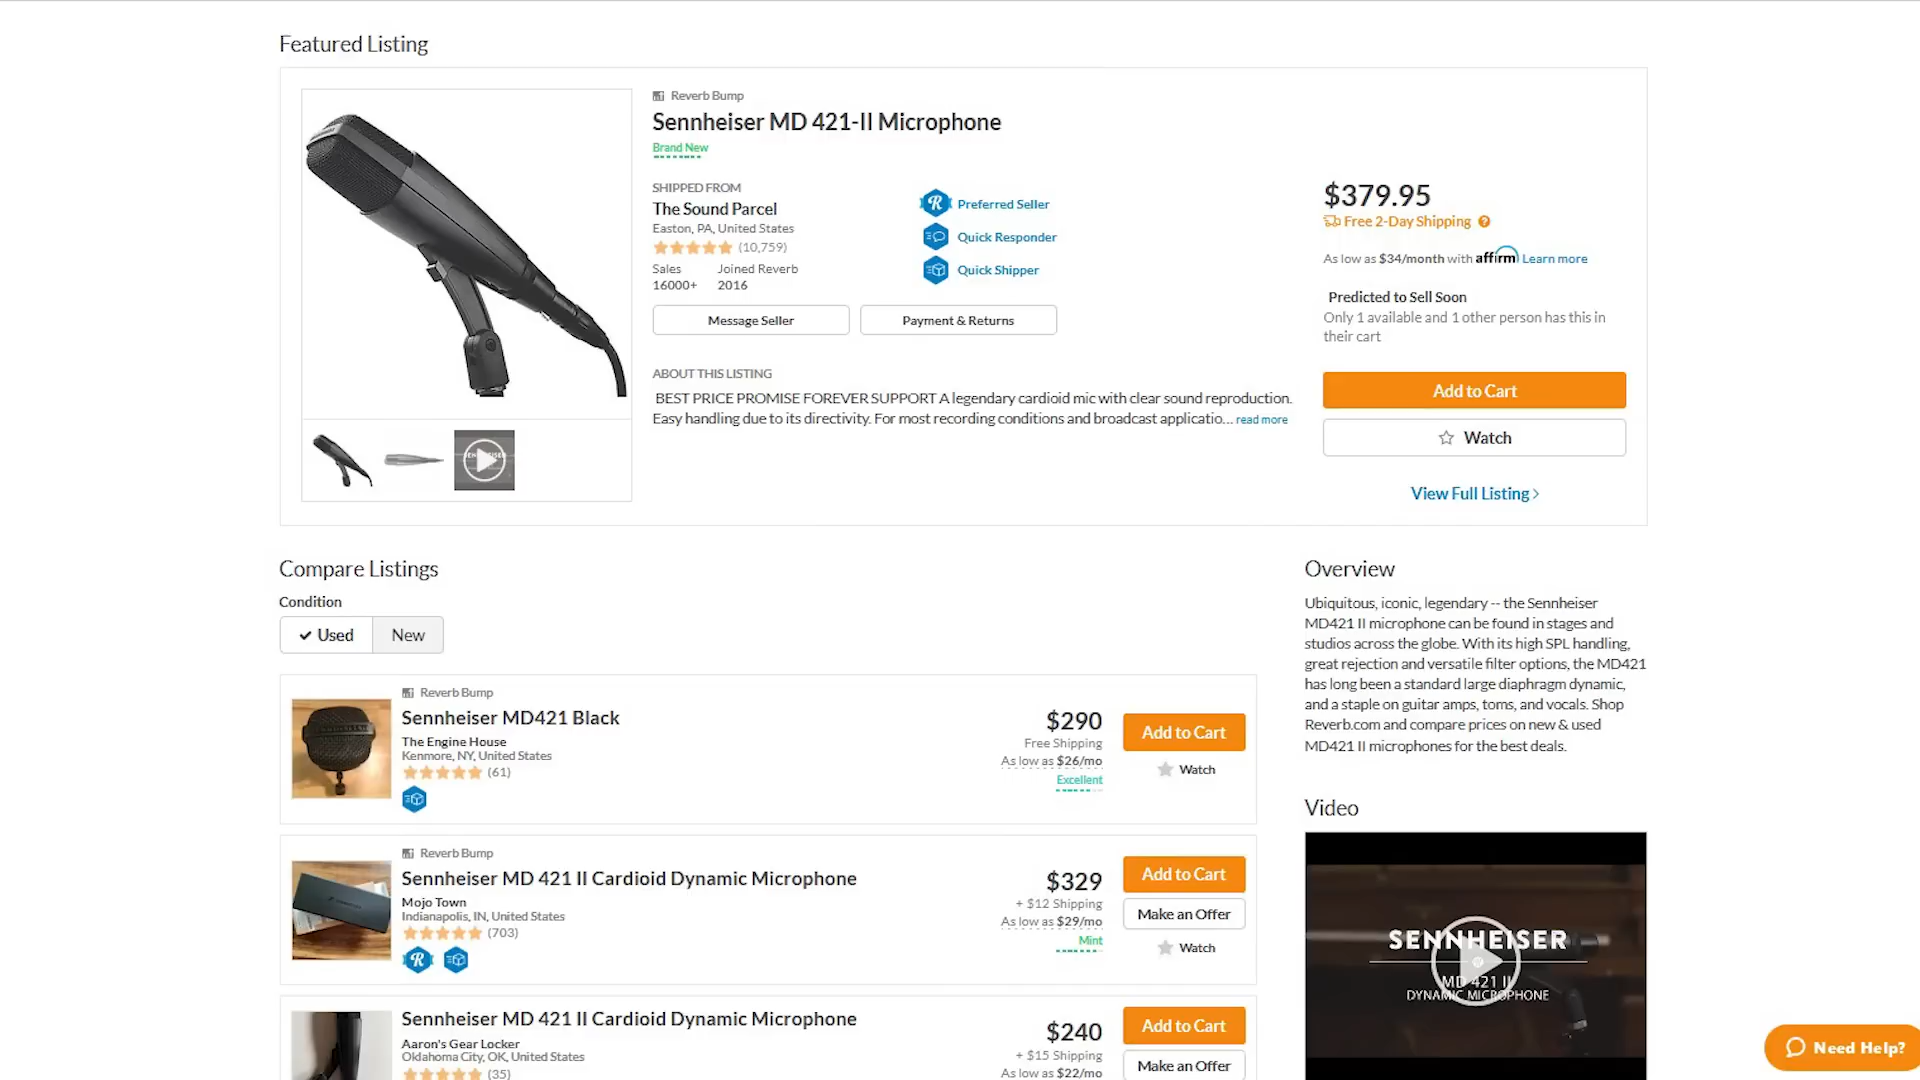 Featured Listing
Reverb Bump
Sennheiser MD 421-II Microphone
Brand New
SHIPPED FROM
The Sound Parcel
Easton, PA, United States
(10,759)
Sales Joined Reverb
16000+ 2016
Preferred Seller
Quick Responder
Quick Shipper
Message Seller
Payment & Returns
ABOUT THIS LISTING
BEST PRICE PROMISE FOREVER SUPPORT A legendary cardioid mic with clear sound reproduction.
Easy handling due to its directivity. For most recording conditions and broadcast applicatio... read more
$379.95
Free 2-Day Shipping ?
As low as $34/month with affirm Learn more
Predicted to Sell Soon
Only 1 available and 1 other person has this in
their cart
Add to Cart
Watch
View Full Listing >
Compare Listings
Condition
Used
New
Reverb Bump
Sennheiser MD421 Black
The Engine House
Kenmore, NY, United States
(61)
$290
Free Shipping
As low as $26/mo
Excellent
Add to Cart
Watch
Reverb Bump
Sennheiser MD 421 II Cardioid Dynamic Microphone
Mojo Town
Indianapolis, IN, United States
(703)
$329
+ $12 Shipping
As low as $29/mo
Mint
Add to Cart
Make an Offer
Watch
Sennheiser MD 421 II Cardioid Dynamic Microphone
Aaron's Gear Locker
Oklahoma City, OK, United States
(35)
$240
+ $15 Shipping
As low as $22/mo
Add to Cart
Make an Offer
Overview
Ubiquitous, iconic, legendary -- the Sennheiser
MD421 II microphone can be found in stages and
studios across the globe. With its high SPL handling,
great rejection and versatile filter options, the MD421
has long been a standard large diaphragm dynamic,
and a staple on guitar amps, toms, and vocals. Shop
Reverb.com and compare prices on new & used
MD421 II microphones for the best deals.
Video
SENNHEISER
MD 421 II
DYNAMIC MICROPHONE
Need Help?